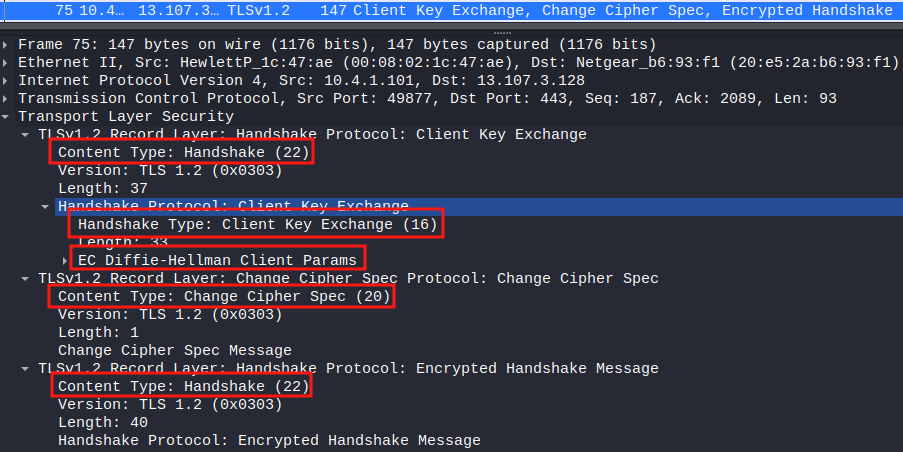 75 10.4... 13.107.3... TLSv1.2 147 Client Key Exchange, Change Cipher Spec, Encrypted Handshake
Frame 75: 147 bytes on wire (1176 bits), 147 bytes captured (1176 bits)
Ethernet II, Src: HewlettP_1c:47:ae (00:08:02:1c:47:ae), Dst: Netgear_b6:93:f1 (20:e5:2a:b6:93:f1)
Internet Protocol Version 4, Src: 10.4.1.101, Dst: 13.107.3.128
Transmission Control Protocol, Src Port: 49877, Dst Port: 443, Seq: 187, Ack: 2089, Len: 93
Transport Layer Security
TLSv1.2 Record Layer: Handshake Protocol: Client Key Exchange
Content Type: Handshake (22)
Version: TLS 1.2 (0x0303)
Length: 37
Handshake Protocol: Client Key Exchange
Handshake Type: Client Key Exchange (16)
Length: 33
EC Diffie-Hellman Client Params
TLSv1.2 Record Layer: Change Cipher Spec Protocol: Change Cipher Spec
Content Type: Change Cipher Spec (20)
Version: TLS 1.2 (0x0303)
Length: 1
Change Cipher Spec Message
TLSv1.2 Record Layer: Handshake Protocol: Encrypted Handshake Message
Content Type: Handshake (22)
Version: TLS 1.2 (0x0303)
Length: 40
Handshake Protocol: Encrypted Handshake Message